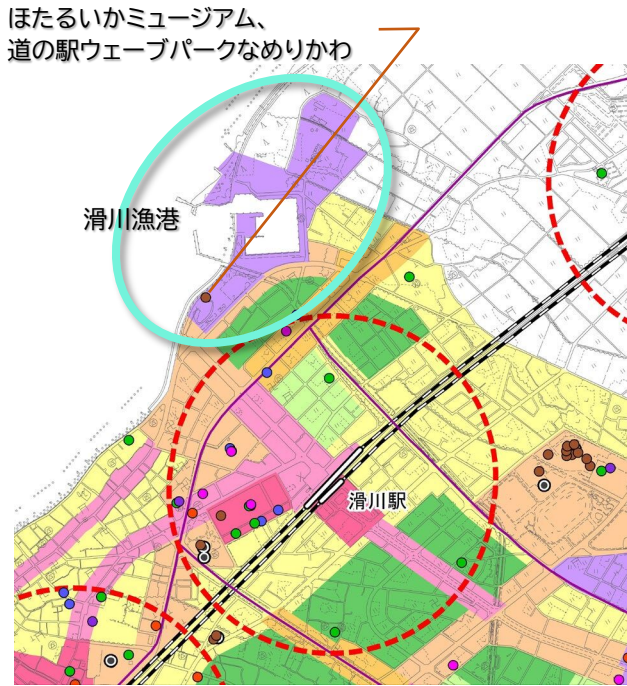 ほたるいかミュージアム、
道の駅ウェーブパークなめりかわ
滑川漁港
滑川駅